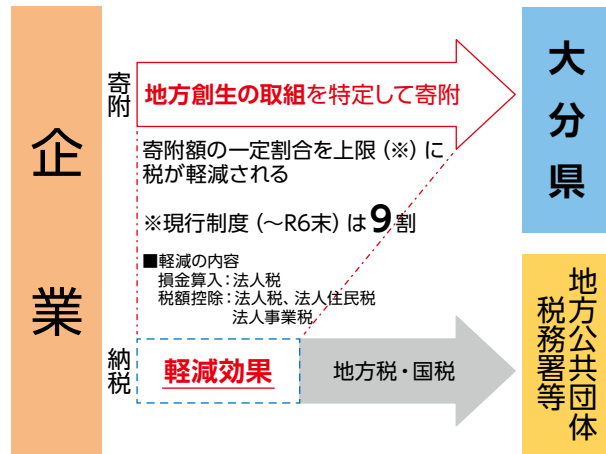 企業
寄附
地方創生の取組を特定して寄附
大分県
寄附額の一定割合を上限（※）に
税が軽減される
※現行制度（～R6末）は9割
■軽減の内容
損金算入：法人税
税額控除：法人税、法人住民税
法人事業税
納税
軽減効果
地方税・国税
地方公共団体
税務署等